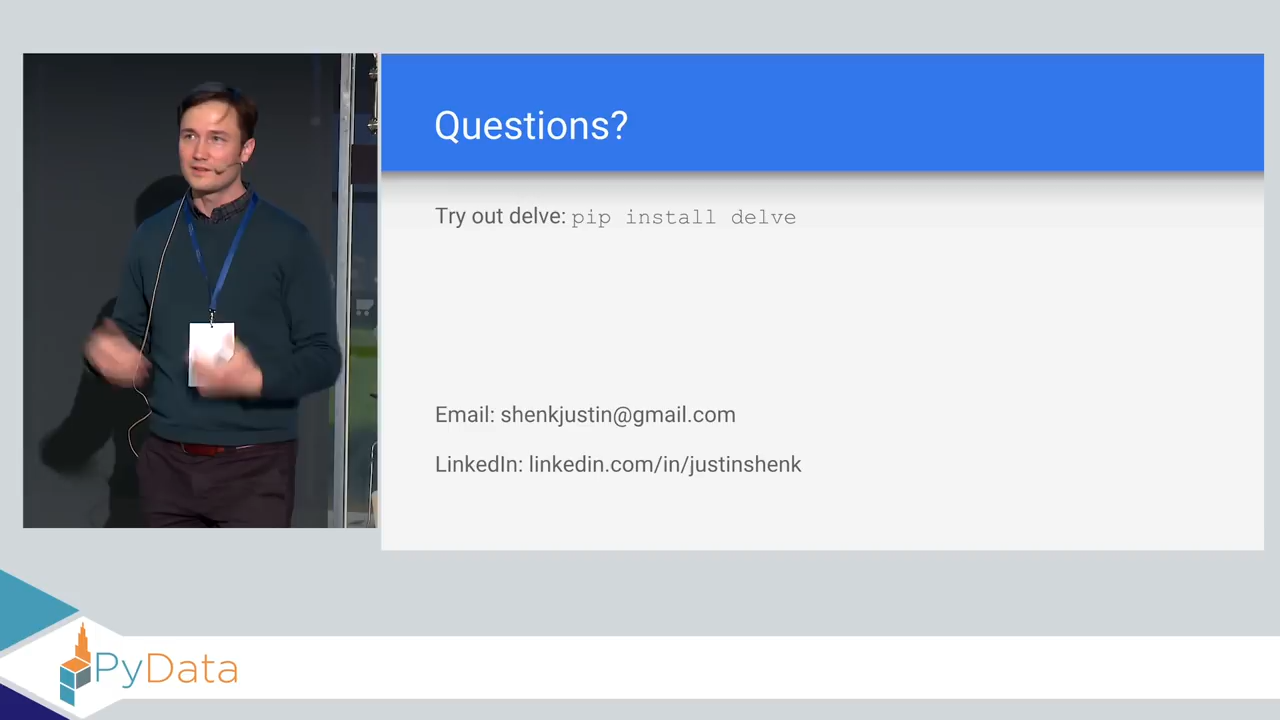 Questions?
Try out delve: pip install delve
Email: shenkjustin@gmail.com
LinkedIn: linkedin.com/in/justinshenk
PyData